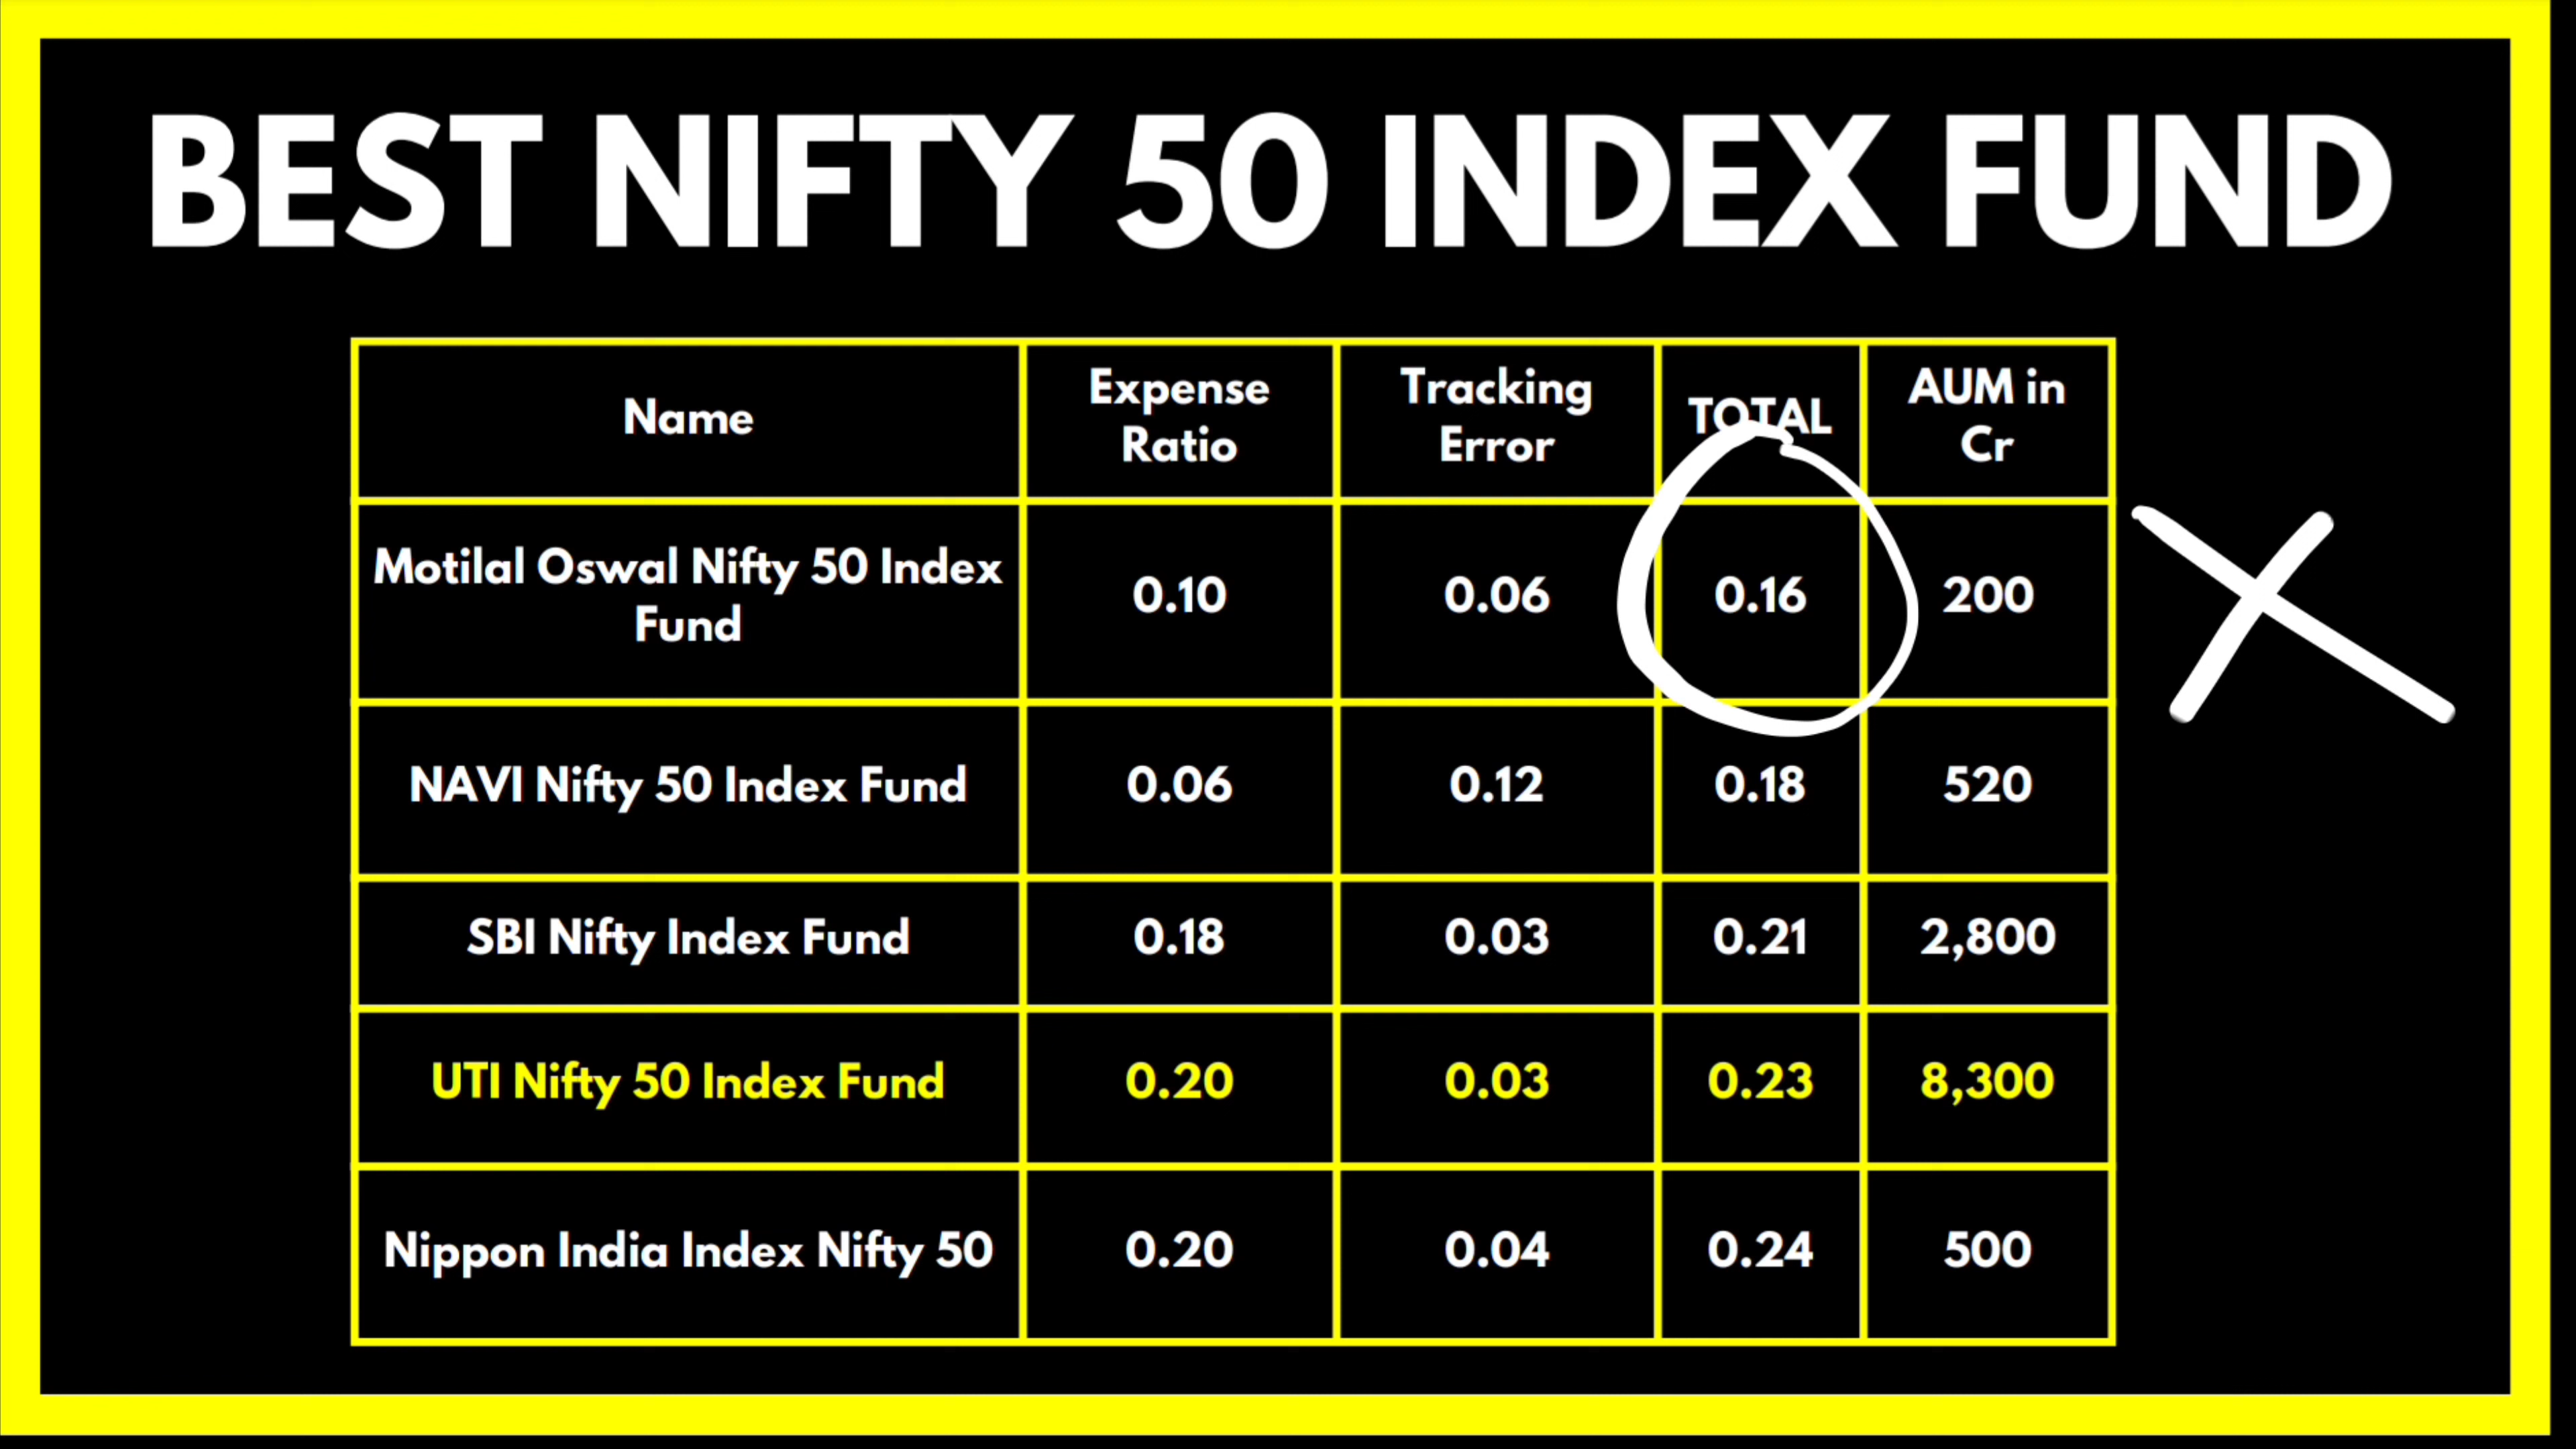 BEST NIFTY 50 INDEX FUND
Name
Expense
Ratio
Tracking
Error
TOTAL
AUM in
Cr
Motilal Oswal Nifty 50 Index
Fund
0.10
0.06
0.16
200
NAVI Nifty 50 Index Fund
0.06
0.12
0.18
520
SBI Nifty Index Fund
0.18
0.03
0.21
2,800
UTI Nifty 50 Index Fund
0.20
0.03
0.23
8,300
Nippon India Index Nifty 50
0.20
0.04
0.24
500